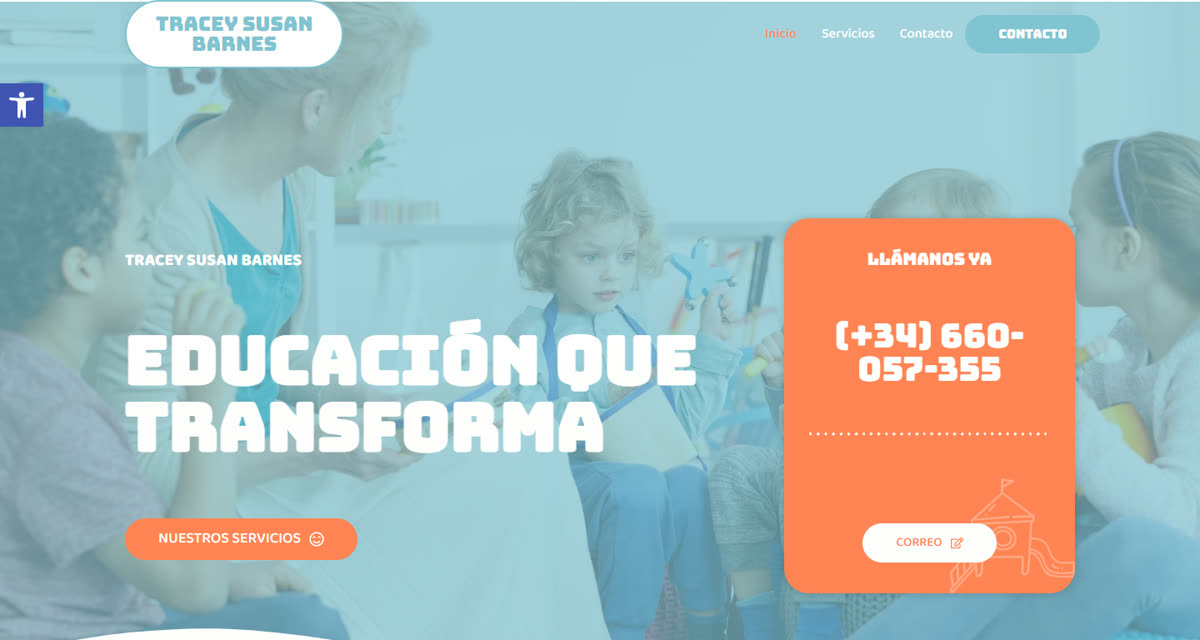 TRACEY SUSAN
BARNES
Inicio
Servicios
Contacto
CONTACTO
TRACEY SUSAN BARNES
EDUCACIÓN QUE
TRANSFORMA
NUESTROS SERVICIOS
LLÁMANOS YA
(+34) 660-
057-355
CORREO